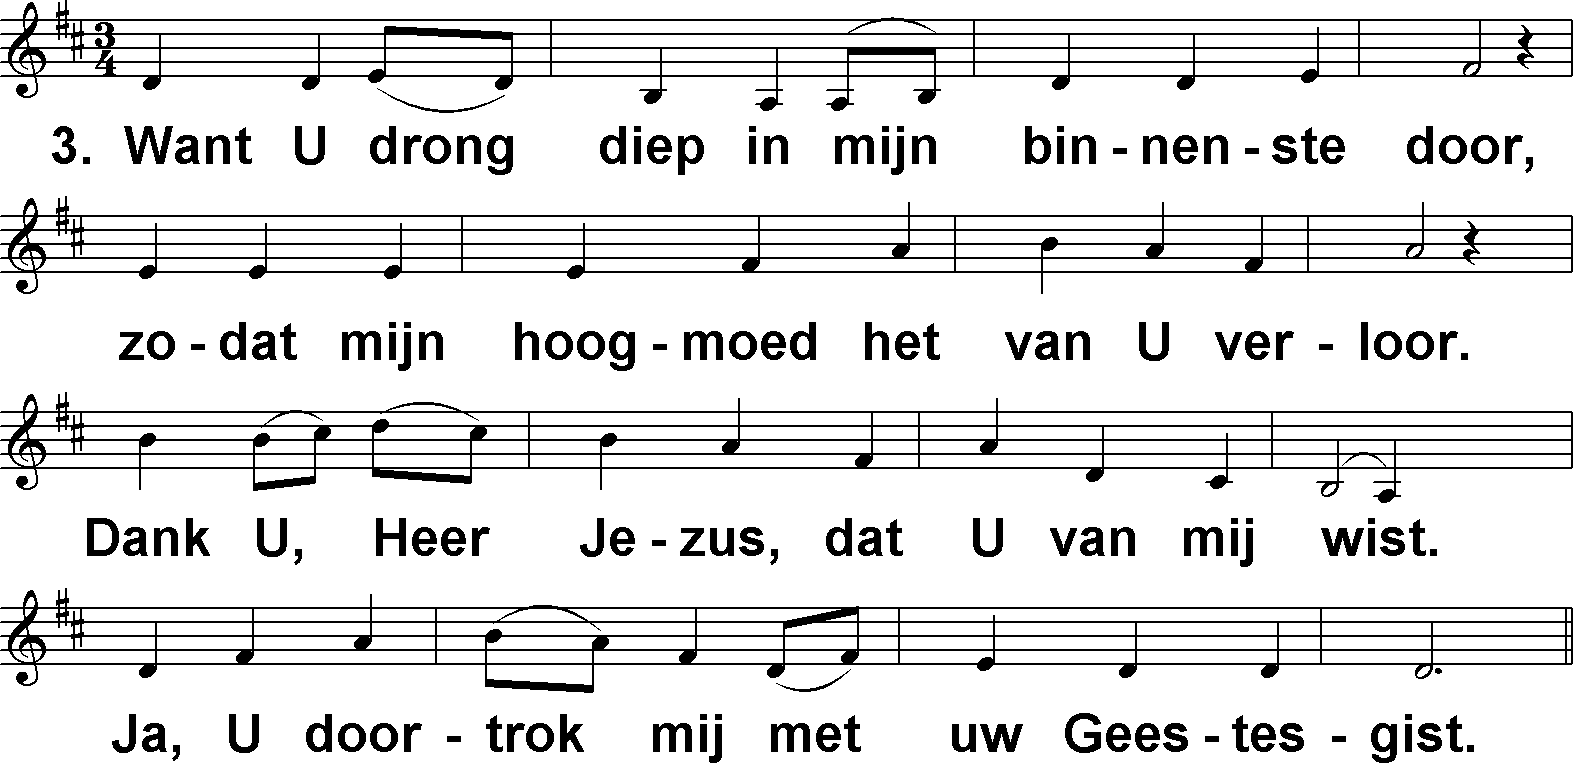 3. Want U drong diep in mijn bin - nen - ste door,
zo - dat mijn hoog - moed het van U ver - loor.
Dank U, Heer Je - zus, dat U van mij wist.
Ja, U door - trok mij met uw Gees - tes - gist.